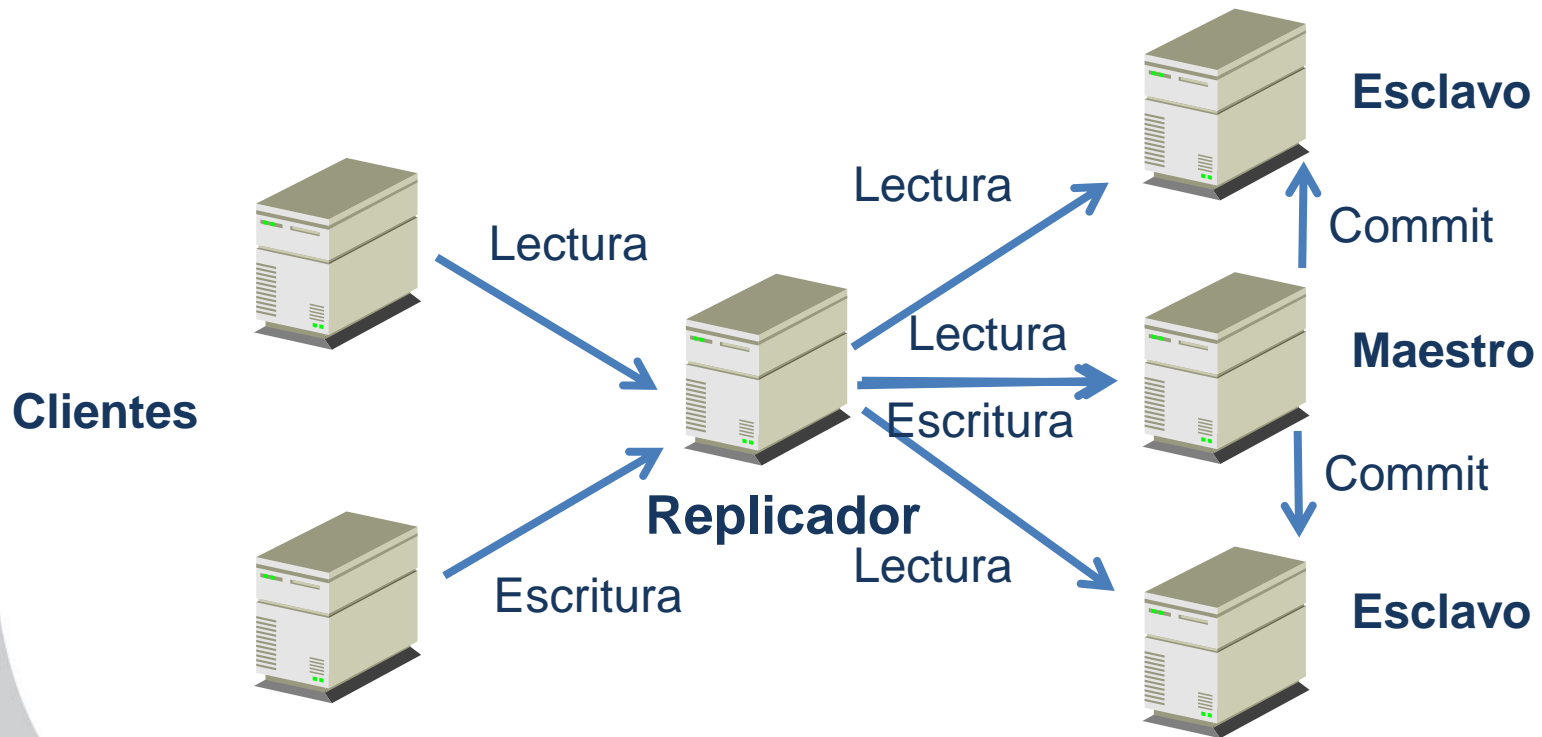 Esclavo
Lectura
Commit
Lectura
Lectura
Maestro
Clientes
Escritura
Commit
Replicador
Lectura
Escritura
Esclavo